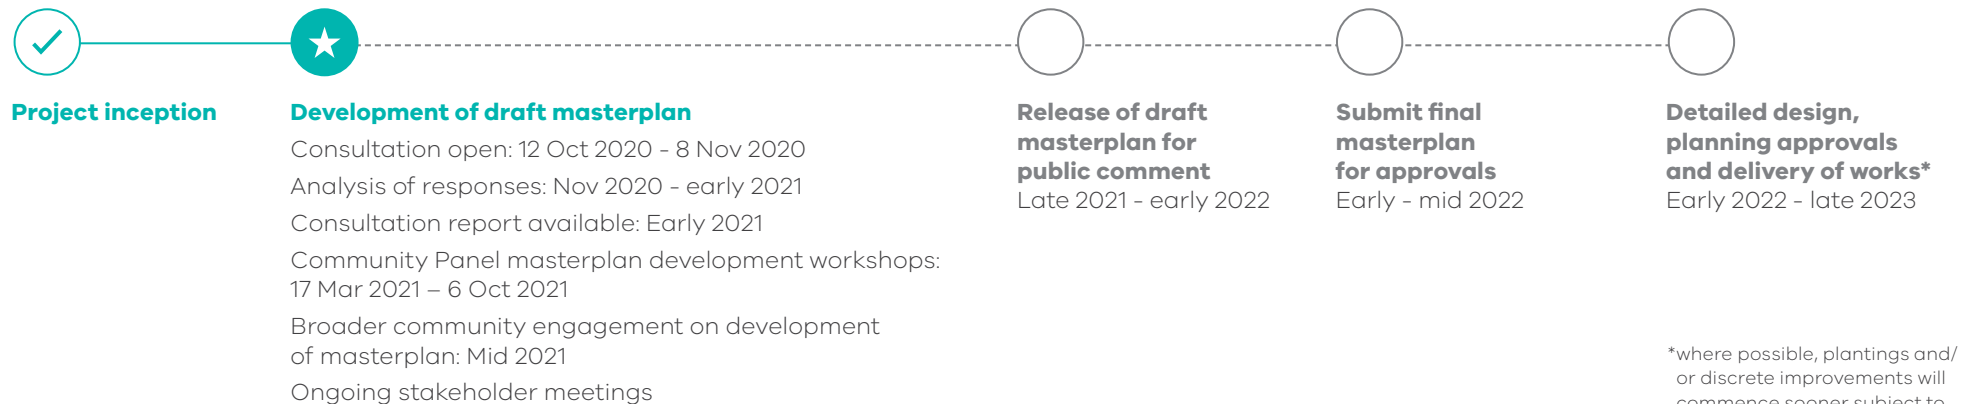 Project inception
Development of draft masterplan
Consultation open: 12 Oct 2020 - 8 Nov 2020
Analysis of responses: Nov 2020 - early 2021
Consultation report available: Early 2021
Community Panel masterplan development workshops:
17 Mar 2021 – 6 Oct 2021
Broader community engagement on development
of masterplan: Mid 2021
Ongoing stakeholder meetings
Release of draft
masterplan for
public comment
Late 2021 - early 2022
Submit final
masterplan
for approvals
Early - mid 2022
Detailed design,
planning approvals
and delivery of works*
Early 2022 - late 2023
*where possible, plantings and/
or discrete improvements will
commence sooner subject to